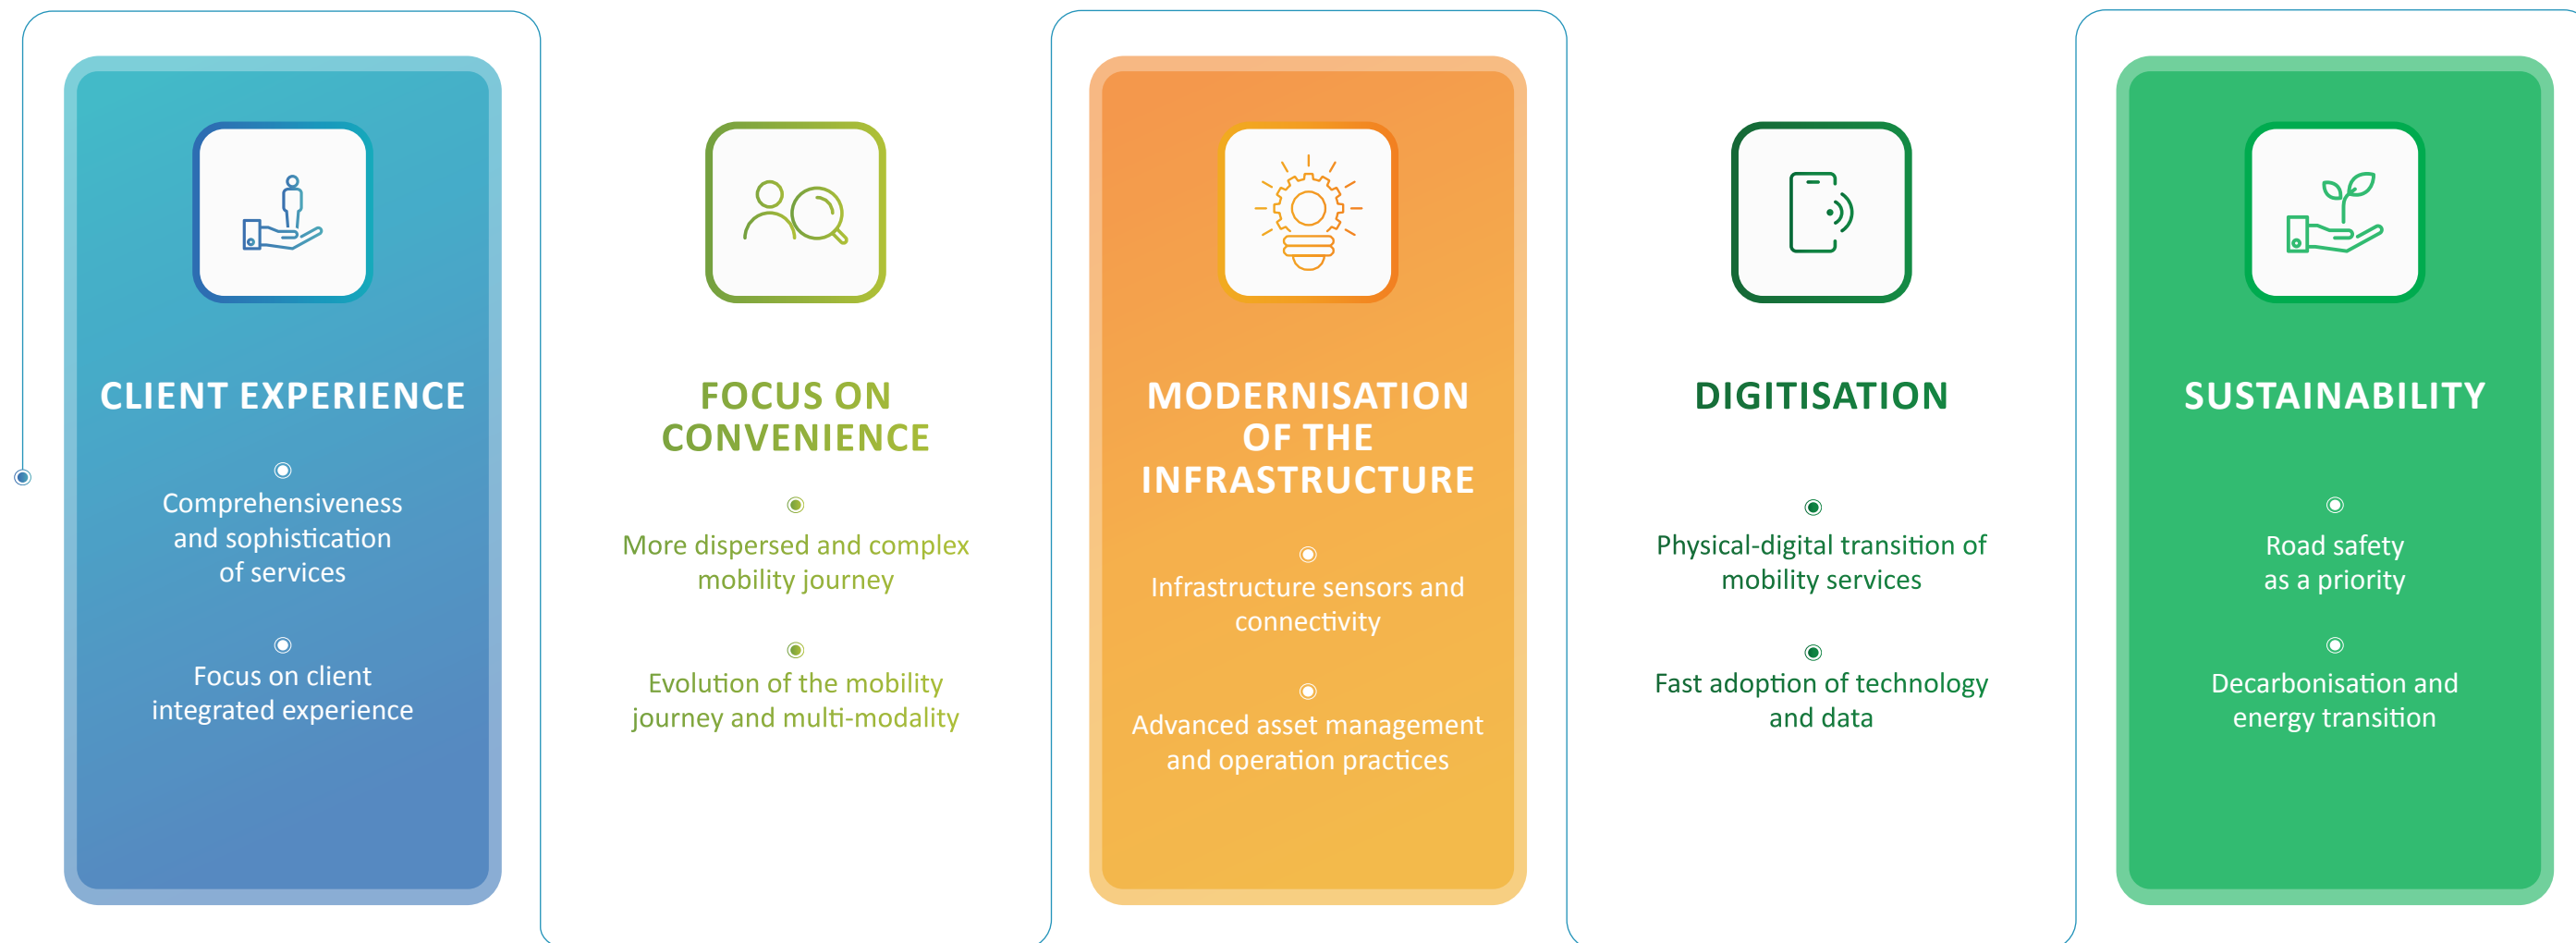 CLIENT EXPERIENCE
Comprehensiveness
and sophistication
of services
Focus on client
integrated experience
FOCUS ON
CONVENIENCE
More dispersed and complex
mobility journey
Evolution of the mobility
journey and multi-modality
MODERNISATION
OF THE
INFRASTRUCTURE
Infrastructure sensors and
connectivity
Advanced asset management
and operation practices
DIGITISATION
Physical-digital transition of
mobility services
Fast adoption of technology
and data
SUSTAINABILITY
Road safety
as a priority
Decarbonisation and
energy transition